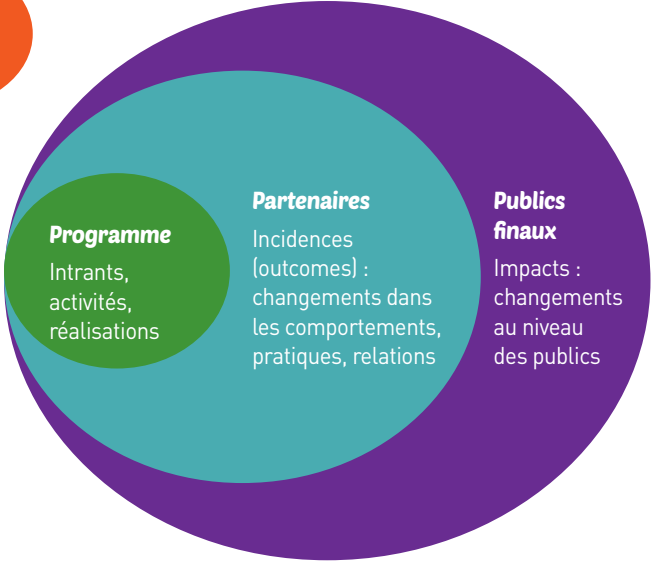 Programme
Intrants,
activités,
réalisations
Partenaires
Incidences
(outcomes) :
changements dans
les comportements,
pratiques, relations
Publics
finaux
Impacts :
changements
au niveau
des publics